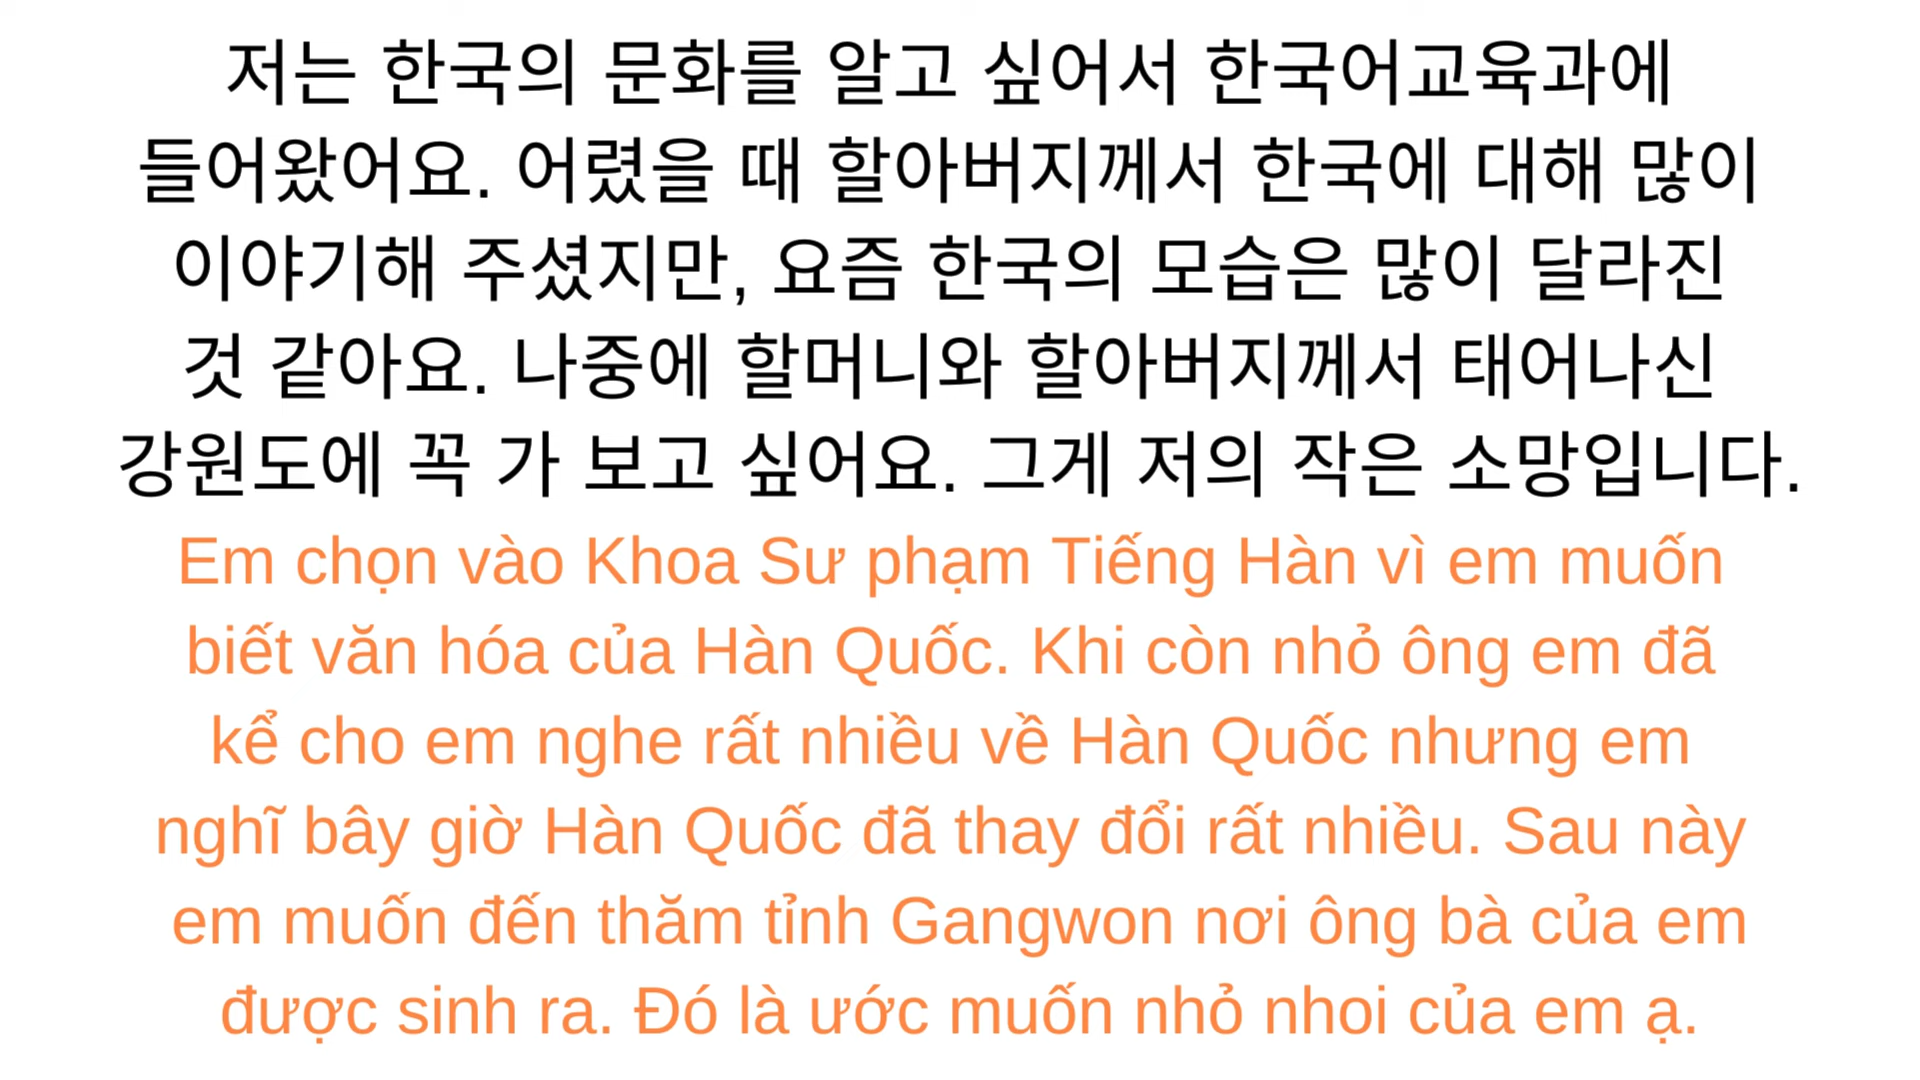 저는 한국의 문화를 알고 싶어서 한국어교육과에
들어왔어요. 어렸을 때 할아버지께서 한국에 대해 많이
이야기해 주셨지만, 요즘 한국의 모습은 많이 달라진
것 같아요. 나중에 할머니와 할아버지께서 태어나신
강원도에 꼭 가 보고 싶어요. 그게 저의 작은 소망입니다.
Em chọn vào Khoa Sư phạm Tiếng Hàn vì em muốn
biết văn hóa của Hàn Quốc. Khi còn nhỏ ông em đã
kể cho em nghe rất nhiều về Hàn Quốc nhưng em
nghĩ bây giờ Hàn Quốc đã thay đổi rất nhiều. Sau này
em muốn đến thăm tỉnh Gangwon nơi ông bà của em
được sinh ra. Đó là ước muốn nhỏ nhoi của em ạ.